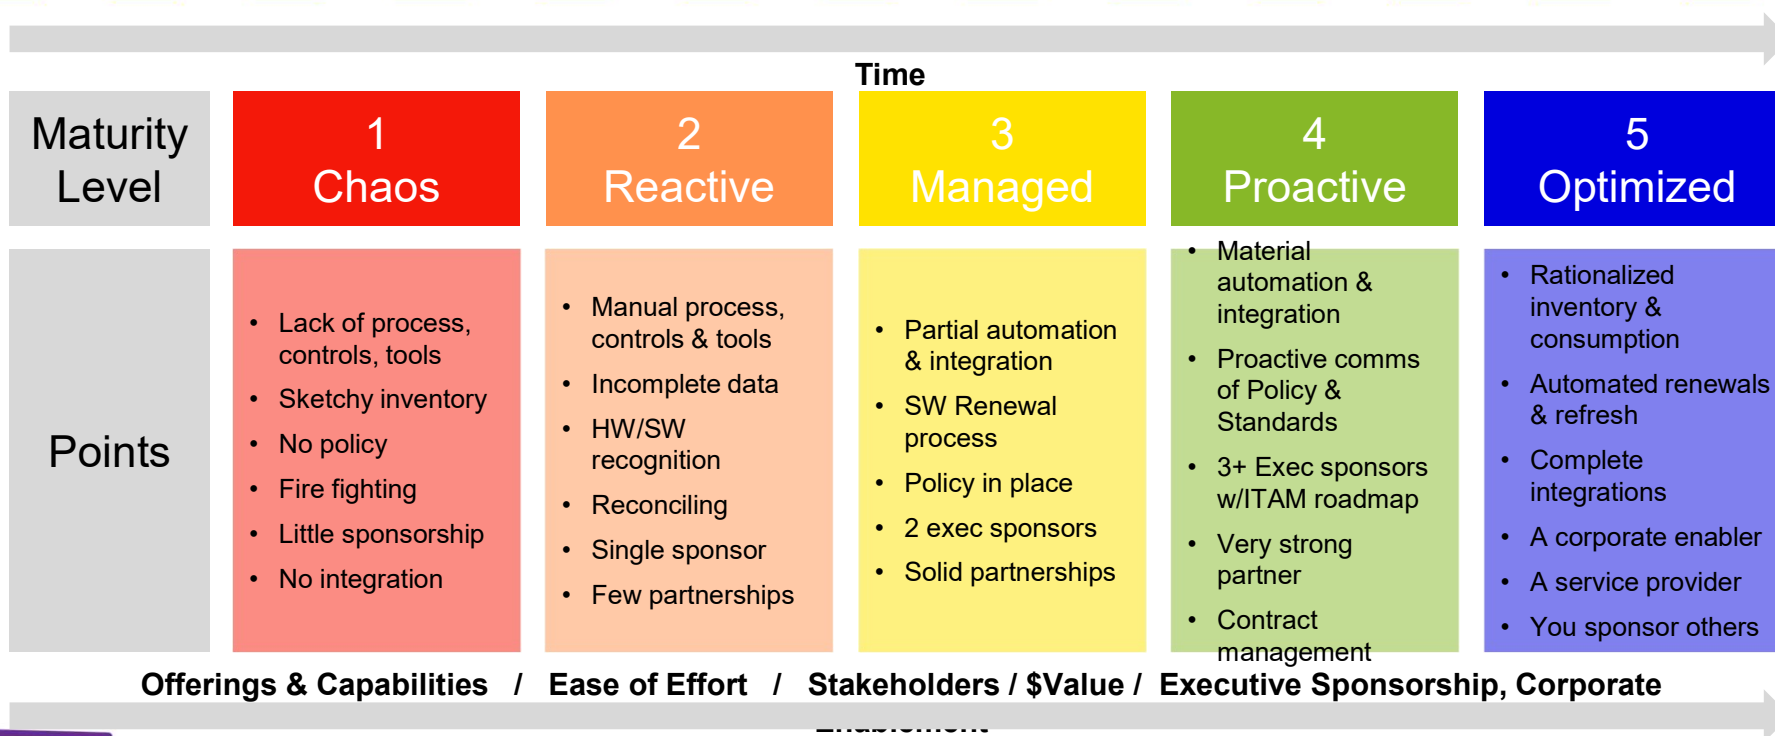 Time
Maturity
Level
1
Chaos
2
Reactive
3
Managed
4
Proactive
5
Optimized
Points
• Lack of process,
controls, tools
• Sketchy inventory
• No policy
• Fire fighting
• Little sponsorship
• No integration
• Manual process,
controls & tools
• Incomplete data
• HW/SW
recognition
• Reconciling
• Single sponsor
• Few partnerships
• Partial automation
& integration
• SW Renewal
process
• Policy in place
• 2 exec sponsors
• Solid partnerships
• Material
automation &
integration
• Proactive comms
of Policy &
Standards
• 3+ Exec sponsors
w/ITAM roadmap
• Very strong
partner
• Contract
management
• Rationalized
inventory &
consumption
• Automated renewals
& refresh
• Complete
integrations
• A corporate enabler
• A service provider
• You sponsor others
Offerings & Capabilities / Ease of Effort / Stakeholders / $Value / Executive Sponsorship, Corporate
Enablement